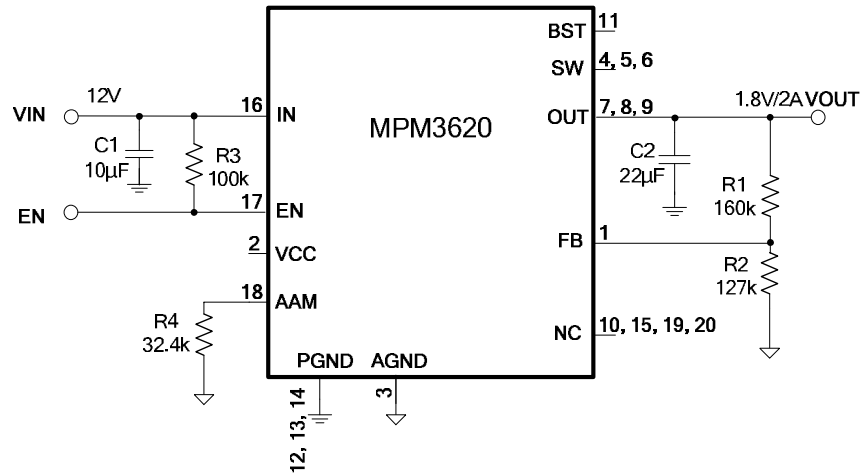 BST 11
SW 4, 5, 6
VIN 12V 16 IN
MPM3620
OUT 7, 8, 9 1.8V/2A VOUT
C1
10µF
R3
100k
C2
22µF
R1
160k
EN 17 EN
2 VCC
FB 1
R2
127k
18 AAM
R4
32.4k
NC 10, 15, 19, 20
PGND AGND
12, 13, 14 3